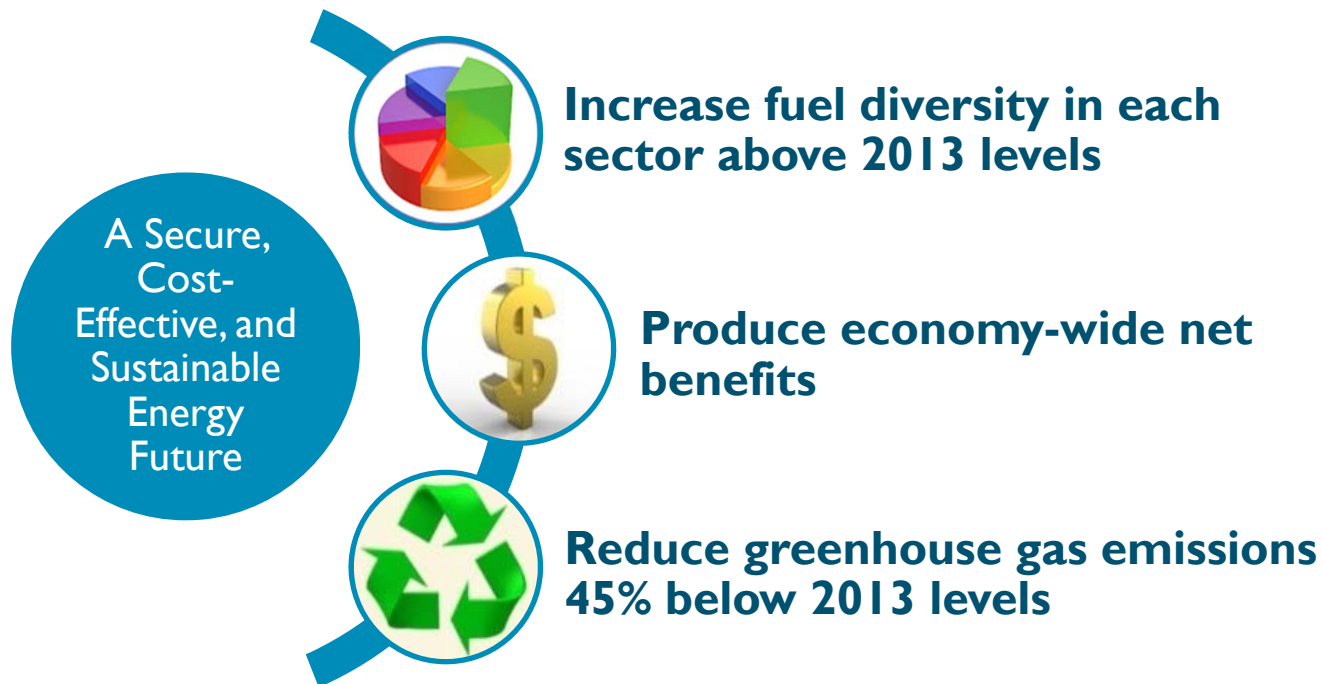 A Secure,
Cost-
Effective, and
Sustainable
Energy
Future
Increase fuel diversity in each
sector above 2013 levels
Produce economy-wide net
benefits
Reduce greenhouse gas emissions
45% below 2013 levels